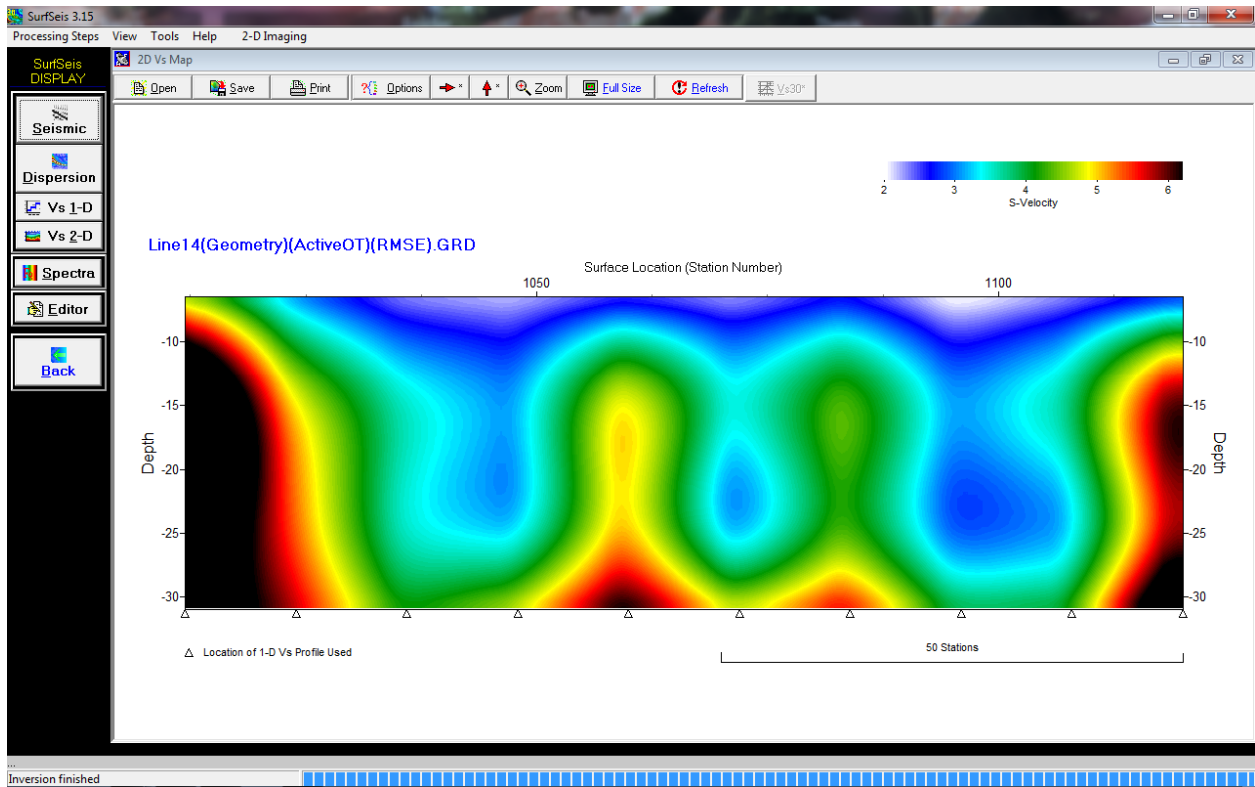 SurfSeis 3.15
Processing Steps View Tools Help 2-D Imaging
SurfSeis
DISPLAY
Seismic
Dispersion
Vs 1-D
Vs 2-D
Spectra
Editor
Back
2D Vs Map
Open Save Print Options Zoom Full Size Refresh Vs30*
2 3 4 5 6
S-Velocity
Line14(Geometry)(ActiveOT)(RMSE).GRD
Surface Location (Station Number)
1050 1100
-10 -10
-15 -15
Depth Depth
-20 -20
-25 -25
-30 -30
△ Location of 1-D Vs Profile Used
50 Stations
...
Inversion finished